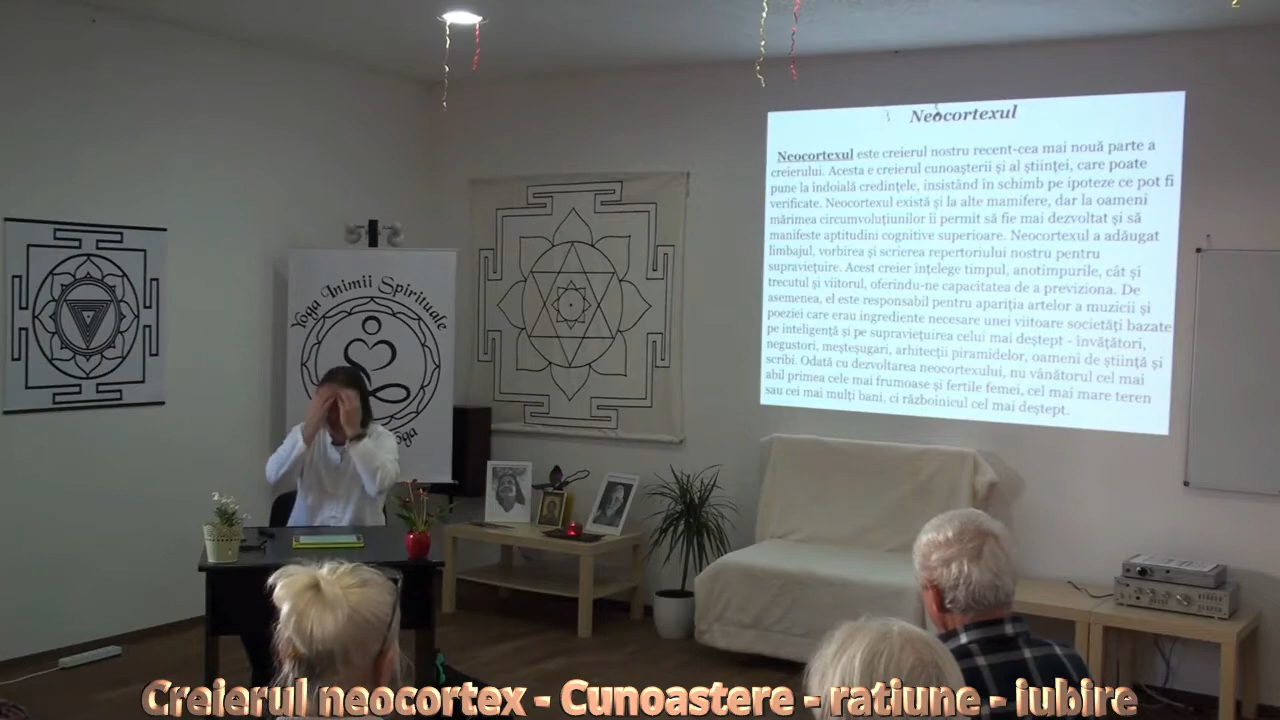 Neocortexul
Neocortexul este creierul nostru recent-cea mai nouă parte a
creierului. Acesta e creierul cunoașterii și al științei, care poate
pune la îndoială credințele, insistând în schimb pe ipoteze ce pot fi
verificate. Neocortexul există și la alte mamifere, dar la oameni
mărimea circumvoluțiunilor îi permit să fie mai dezvoltat și să
manifeste aptitudini cognitive superioare. Neocortexul a adăugat
limbajul, vorbirea și scrierea repertoriului nostru pentru
supraviețuire. Acest creier înțelege timpul, anotimpurile, cât și
trecutul și viitorul, oferindu-ne capacitatea de a previziona. De
asemenea, el este responsabil pentru apariția artelor a muzicii și
poeziei care erau ingrediente necesare unei viitoare societăți bazate
pe inteligență și pe supraviețuirea celui mai deștept - învățători,
negustori, meșteșugari, arhitecții piramidelor, oameni de știință și
scribi. Odată cu dezvoltarea neocortexului, nu vânătorul cel mai
abil primea cele mai frumoase și fertile femei, cel mai mare teren
sau cei mai mulți bani, ci războinicul cel mai deștept.
Yoga Inimii Spirituale
Yoga
Creierul neocortex - Cunoastere - ratiune - iubire